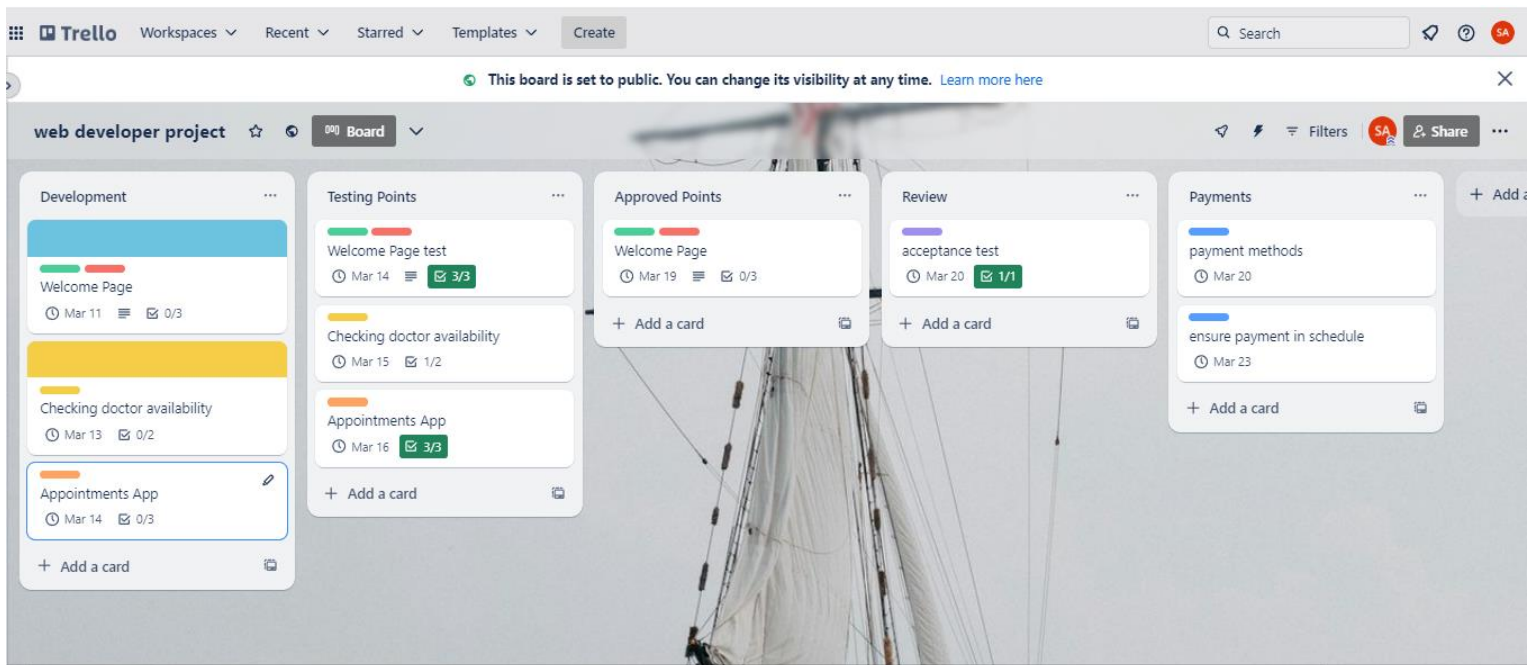 Trello Workspaces Recent Starred Templates Create Search SA
This board is set to public. You can change its visibility at any time. Learn more here
web developer project Board Filters SA Share
Development
Welcome Page
Mar 11 0/3
Checking doctor availability
Mar 13 0/2
Appointments App
Mar 14 0/3
+ Add a card
Testing Points
Welcome Page test
Mar 14 3/3
Checking doctor availability
Mar 15 1/2
Appointments App
Mar 16 3/3
+ Add a card
Approved Points
Welcome Page
Mar 19 0/3
+ Add a card
Review
acceptance test
Mar 20 1/1
+ Add a card
Payments
payment methods
Mar 20
ensure payment in schedule
Mar 23
+ Add a card
+ Add